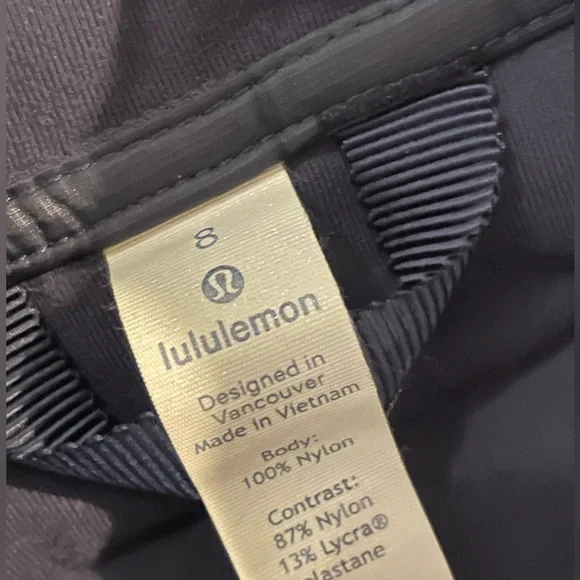 8
lululemon
Designed in
Vancouver
Made in Vietnam
Body:
100% Nylon
Contrast:
87% Nylon
13% Lycra®